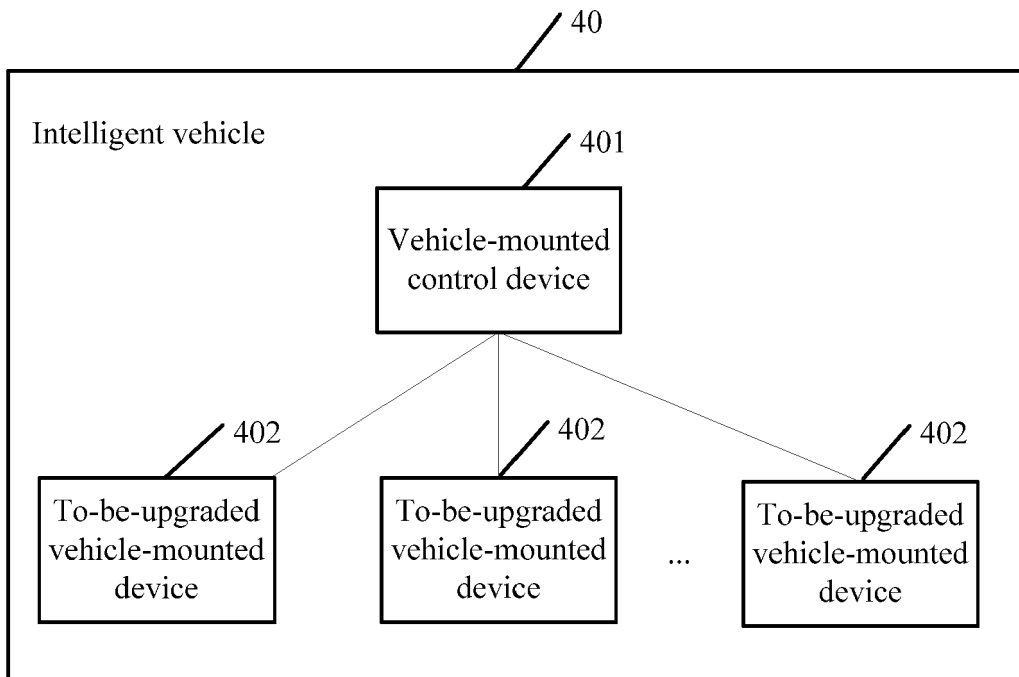 40
Intelligent vehicle
401
Vehicle-mounted
control device
402
402
402
To-be-upgraded
vehicle-mounted
device
To-be-upgraded
vehicle-mounted
device
...
To-be-upgraded
vehicle-mounted
device